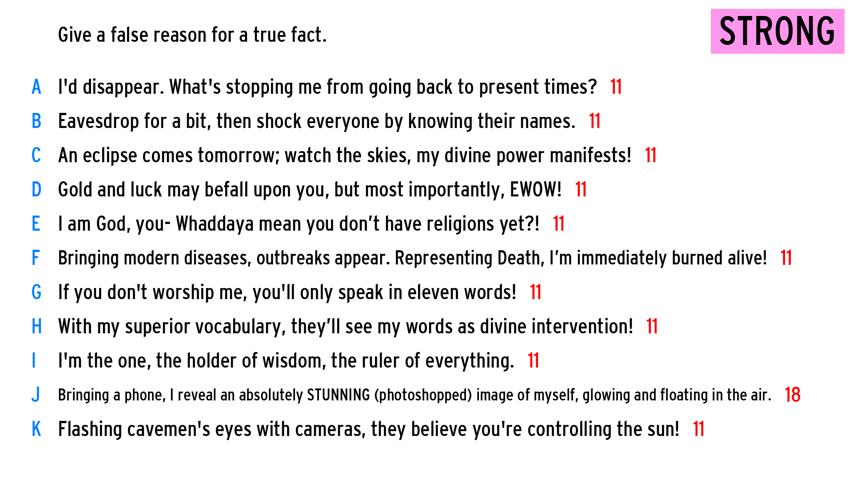 Give a false reason for a true fact.
STRONG
A I'd disappear. What's stopping me from going back to present times? 11
B Eavesdrop for a bit, then shock everyone by knowing their names. 11
C An eclipse comes tomorrow; watch the skies, my divine power manifests! 11
D Gold and luck may befall upon you, but most importantly, EWOW! 11
E I am God, you- Whaddaya mean you don’t have religions yet?! 11
F Bringing modern diseases, outbreaks appear. Representing Death, I’m immediately burned alive! 11
G If you don't worship me, you'll only speak in eleven words! 11
H With my superior vocabulary, they’ll see my words as divine intervention! 11
I I'm the one, the holder of wisdom, the ruler of everything. 11
J Bringing a phone, I reveal an absolutely STUNNING (photoshopped) image of myself, glowing and floating in the air. 18
K Flashing cavemen's eyes with cameras, they believe you're controlling the sun! 11